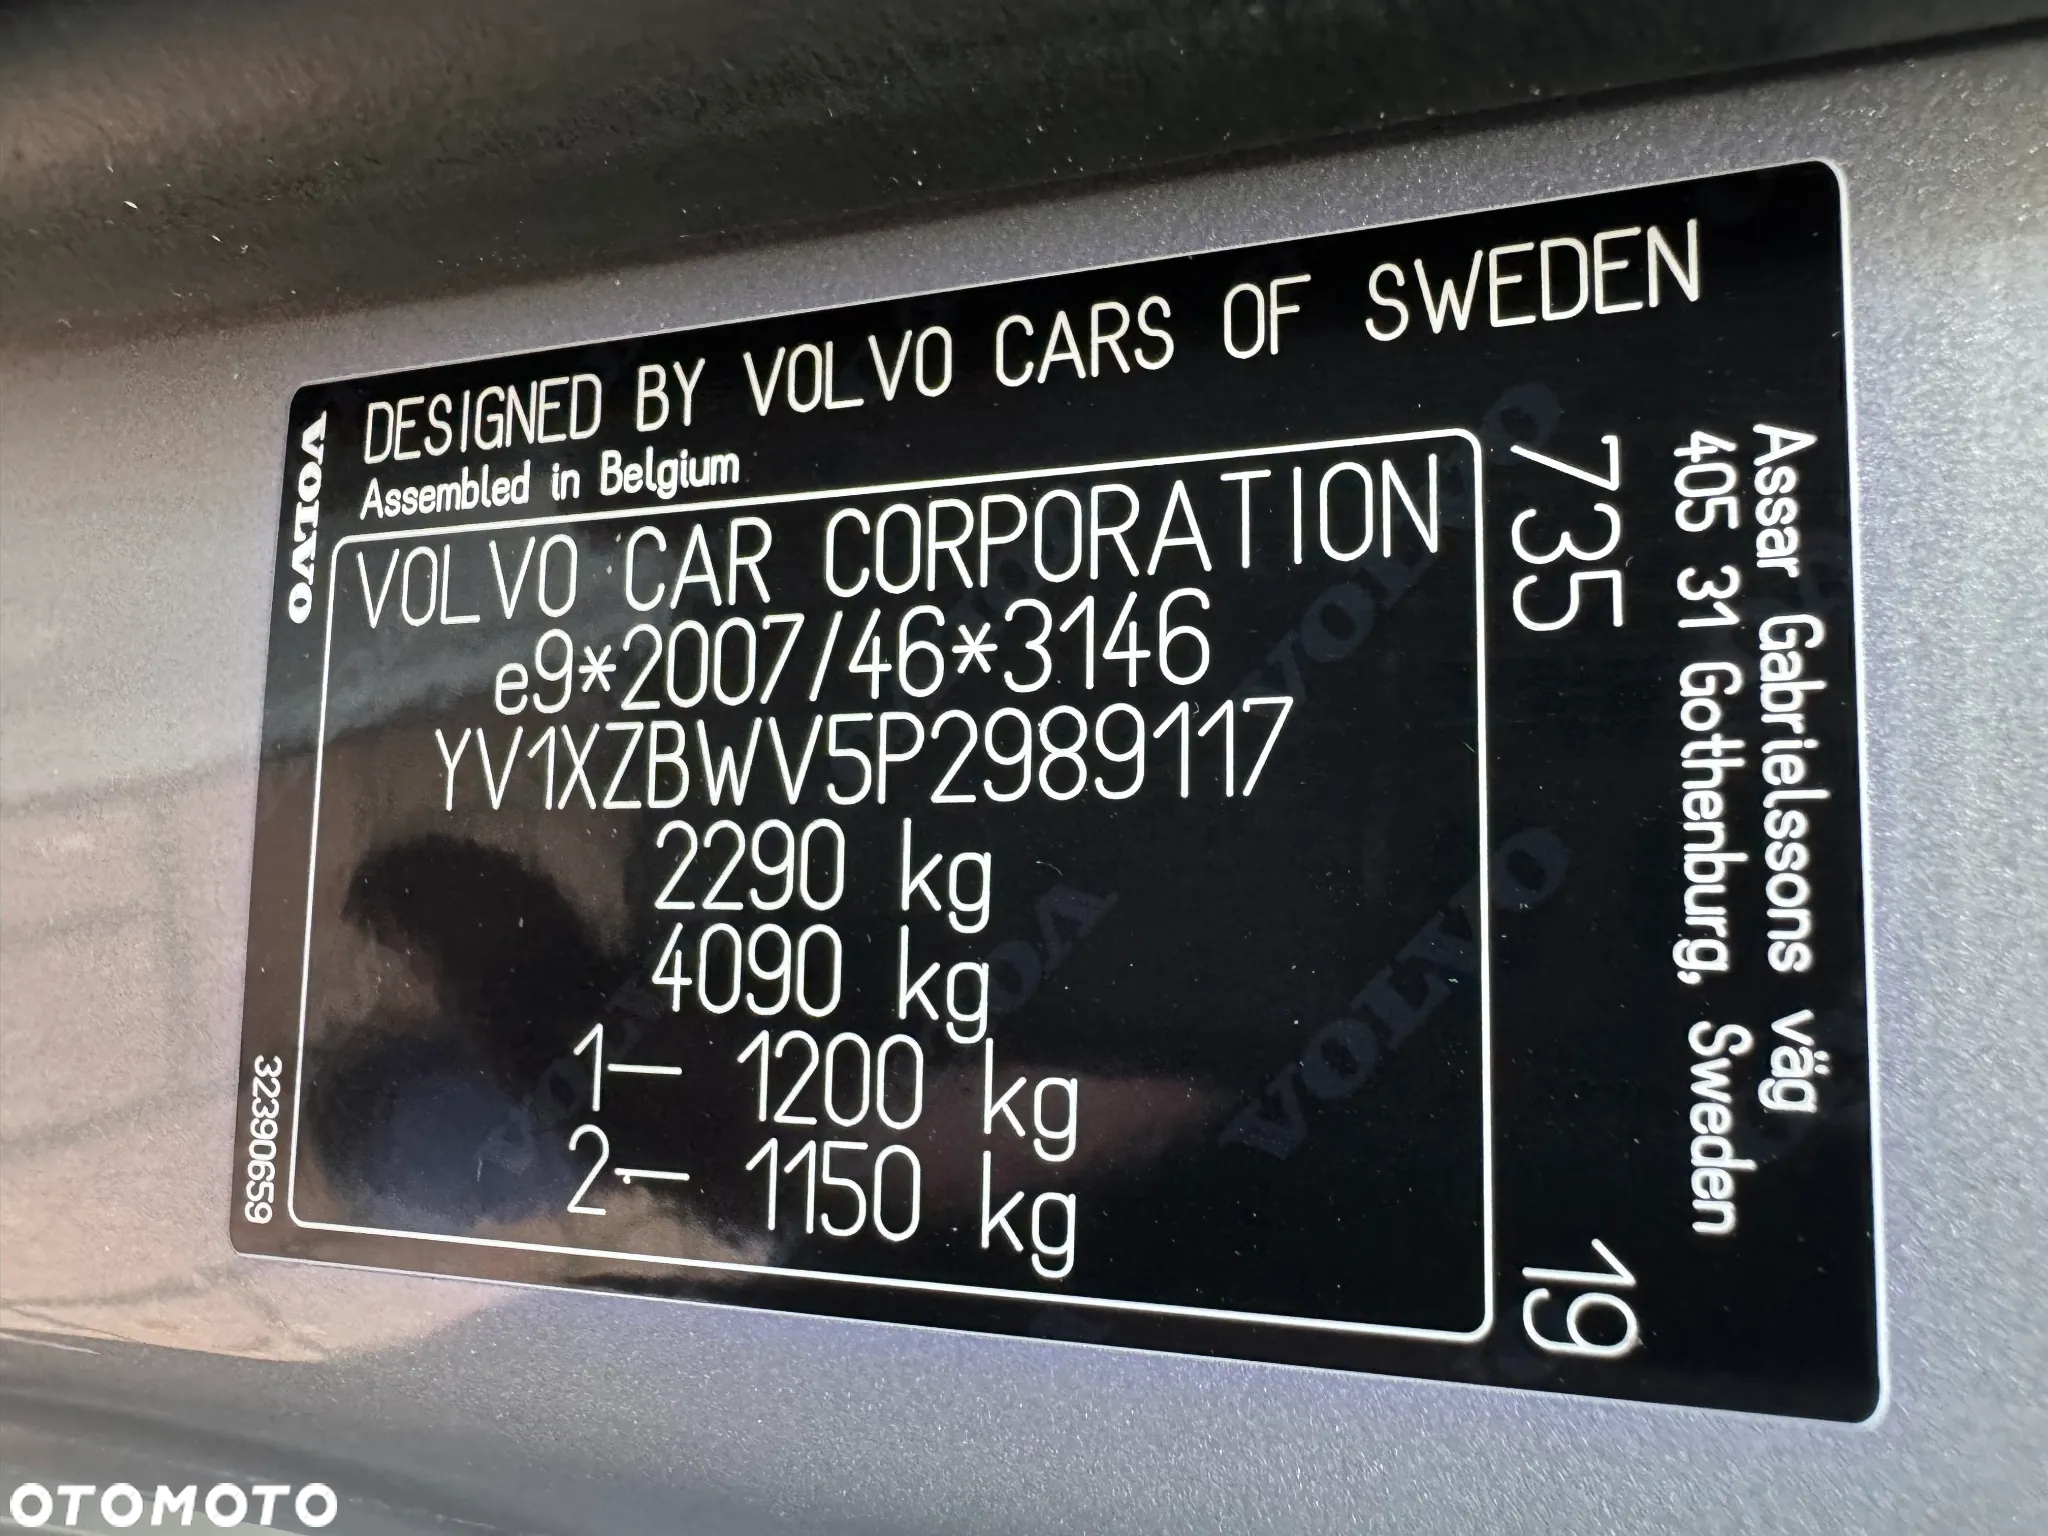 DESIGNED BY VOLVO CARS OF SWEDEN
Assembled in Belgium
VOLVO
VOLVO CAR CORPORATION
e9*2007/46*3146
YV1XZBWV5P2989117
2290 kg
4090 kg
1— 1200 kg
2— 1150 kg
32390659
735
19
Assar Gabrielssons väg
405 31 Gothenburg, Sweden
OTOMOTO